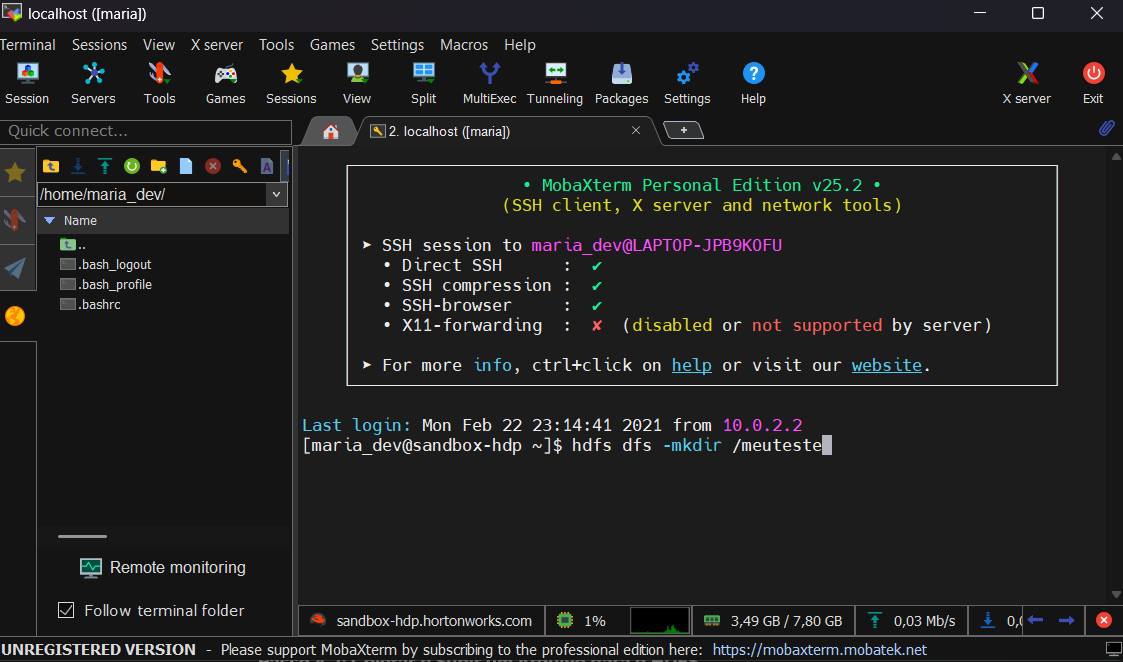 localhost ([maria])
Terminal Sessions View X server Tools Games Settings Macros Help
Session Servers Tools Games Sessions View Split MultiExec Tunneling Packages Settings Help X server Exit
Quick connect...
2. localhost ([maria])
/home/maria_dev/
Name
..
.bash_logout
.bash_profile
.bashrc
Remote monitoring
Follow terminal folder
• MobaXterm Personal Edition v25.2 •
(SSH client, X server and network tools)
➤ SSH session to maria_dev@LAPTOP-JPB9KOFU
• Direct SSH : ✔
• SSH compression : ✔
• SSH-browser : ✔
• X11-forwarding : ✘ (disabled or not supported by server)
➤ For more info, ctrl+click on help or visit our website.
Last login: Mon Feb 22 23:14:41 2021 from 10.0.2.2
[maria_dev@sandbox-hdp ~]$ hdfs dfs -mkdir /meuteste
sandbox-hdp.hortonworks.com 1% 3,49 GB / 7,80 GB 0,03 Mb/s
UNREGISTERED VERSION - Please support MobaXterm by subscribing to the professional edition here: https://mobaxterm.mobatek.net